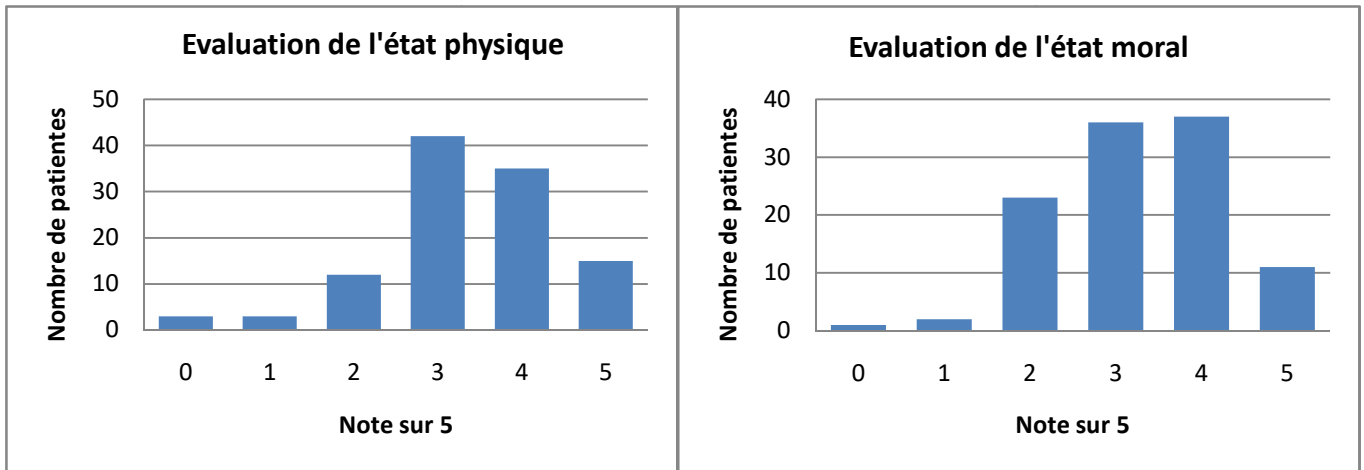 Evaluation de l'état physique
Nombre de patientes
50
40
30
20
10
0
0 1 2 3 4 5
Note sur 5
Evaluation de l'état moral
Nombre de patientes
40
30
20
10
0
0 1 2 3 4 5
Note sur 5